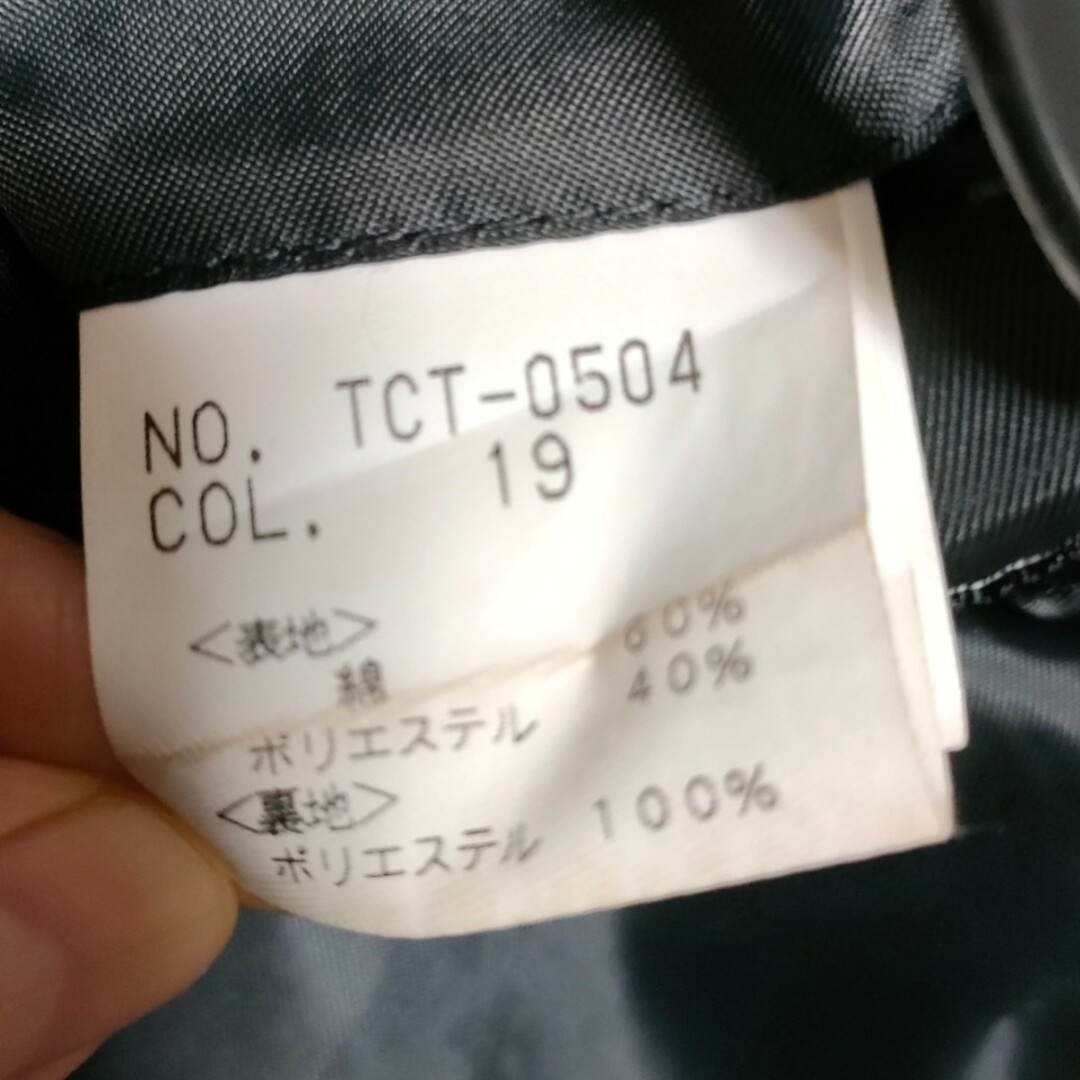 NO. TCT-0504
COL. 19
<表地>
綿 60%
ポリエステル 40%
<裏地>
ポリエステル 100%